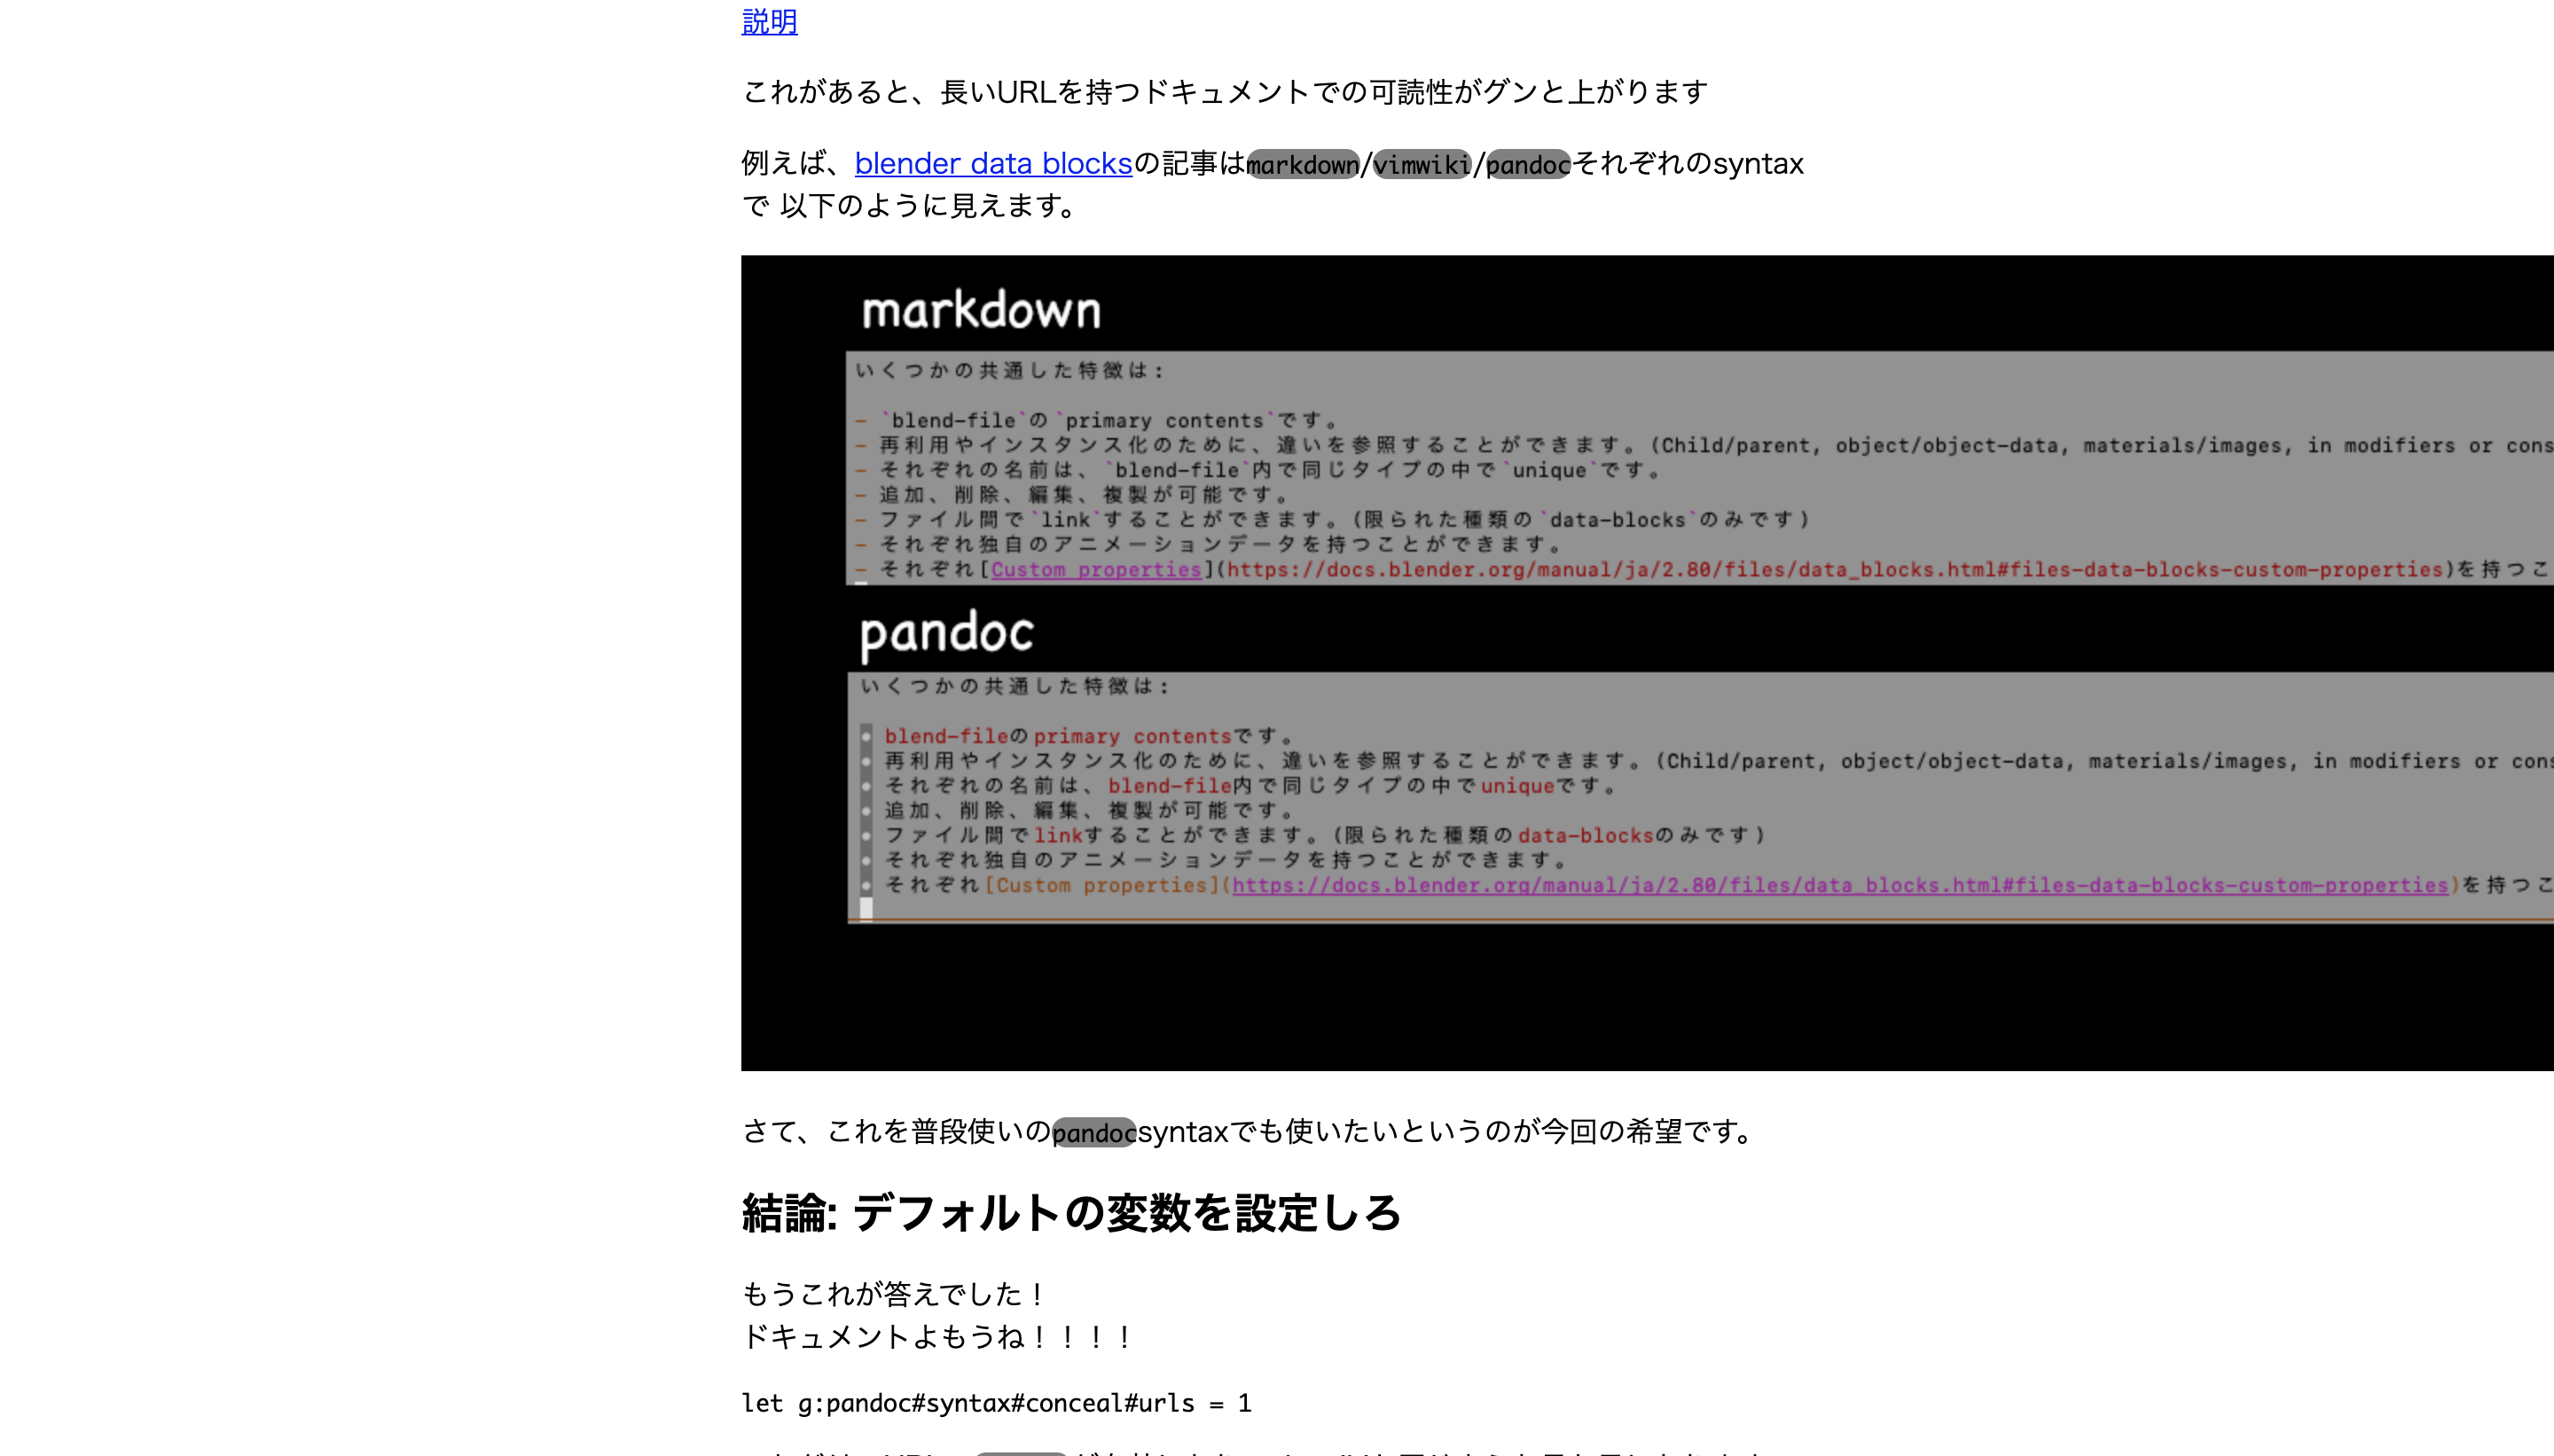 説明
これがあると、長いURLを持つドキュメントでの可読性がグンと上がります
例えば、blender data blocksの記事はmarkdown/vimwiki/pandocそれぞれのsyntax
で 以下のように見えます。
markdown
いくつかの共通した特徴は:
- `blend-file`の`primary contents`です。
- 再利用やインスタンス化のために、違いを参照することができます。(Child/parent, object/object-data, materials/images, in modifiers or cons
- それぞれの名前は、`blend-file`内で同じタイプの中で`unique`です。
- 追加、削除、編集、複製が可能です。
- ファイル間で`link`することができます。(限られた種類の`data-blocks`のみです)
- それぞれ独自のアニメーションデータを持つことができます。
- それぞれ[Custom properties](https://docs.blender.org/manual/ja/2.80/files/data_blocks.html#files-data-blocks-custom-properties)を持つこ
pandoc
いくつかの共通した特徴は:
• blend-fileのprimary contentsです。
• 再利用やインスタンス化のために、違いを参照することができます。(Child/parent, object/object-data, materials/images, in modifiers or cons
• それぞれの名前は、blend-file内で同じタイプの中でuniqueです。
• 追加、削除、編集、複製が可能です。
• ファイル間でlinkすることができます。(限られた種類のdata-blocksのみです)
• それぞれ独自のアニメーションデータを持つことができます。
• それぞれ[Custom properties](https://docs.blender.org/manual/ja/2.80/files/data_blocks.html#files-data-blocks-custom-properties)を持つこ
さて、これを普段使いのpandocsyntaxでも使いたいというのが今回の希望です。
結論: デフォルトの変数を設定しろ
もうこれが答えでした！
ドキュメントよもうね！！！！
let g:pandoc#syntax#conceal#urls = 1